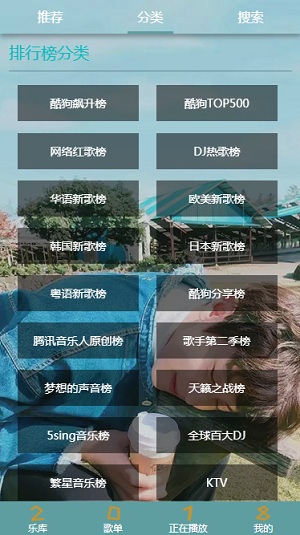 推荐 分类 搜索
排行榜分类
酷狗飙升榜 酷狗TOP500
网络红歌榜 DJ热歌榜
华语新歌榜 欧美新歌榜
韩国新歌榜 日本新歌榜
粤语新歌榜 酷狗分享榜
腾讯音乐人原创榜 歌手第二季榜
梦想的声音榜 天籁之战榜
5sing音乐榜 全球百大DJ
繁星音乐榜 KTV
乐库 歌单 正在播放 我的